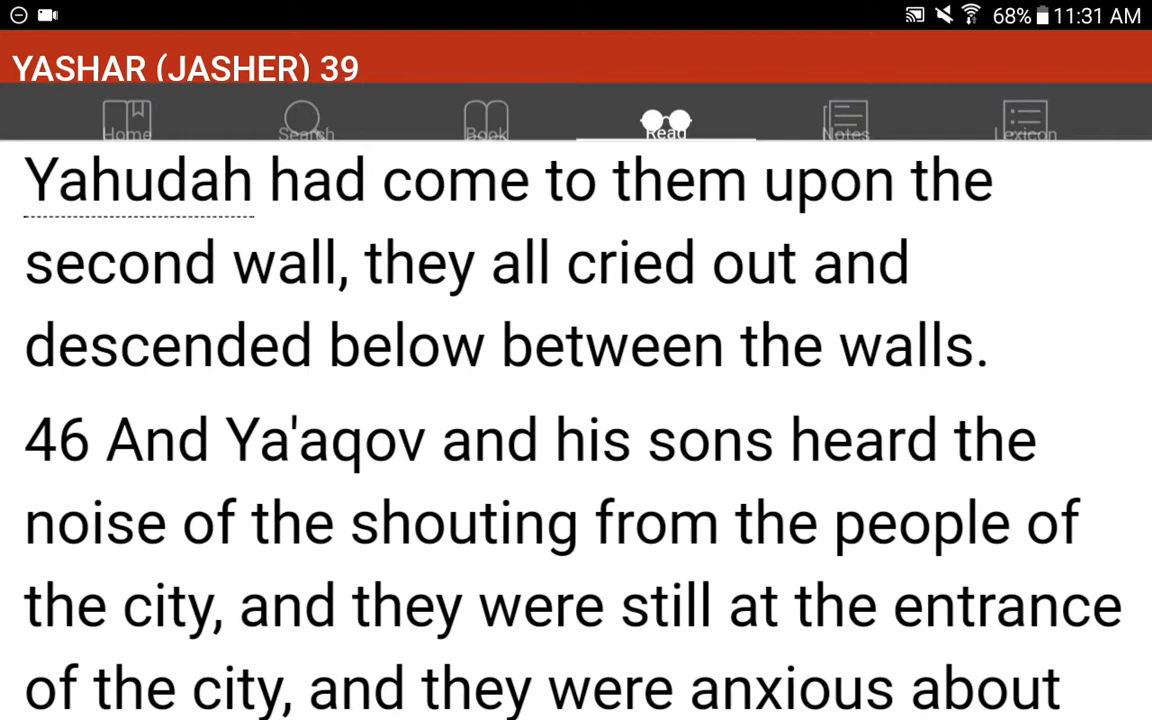 68% 11:31 AM
YASHAR (JASHER) 39
Home Search Book Read Notes Lexicon
Yahudah had come to them upon the
second wall, they all cried out and
descended below between the walls.
46 And Ya'aqov and his sons heard the
noise of the shouting from the people of
the city, and they were still at the entrance
of the city, and they were anxious about